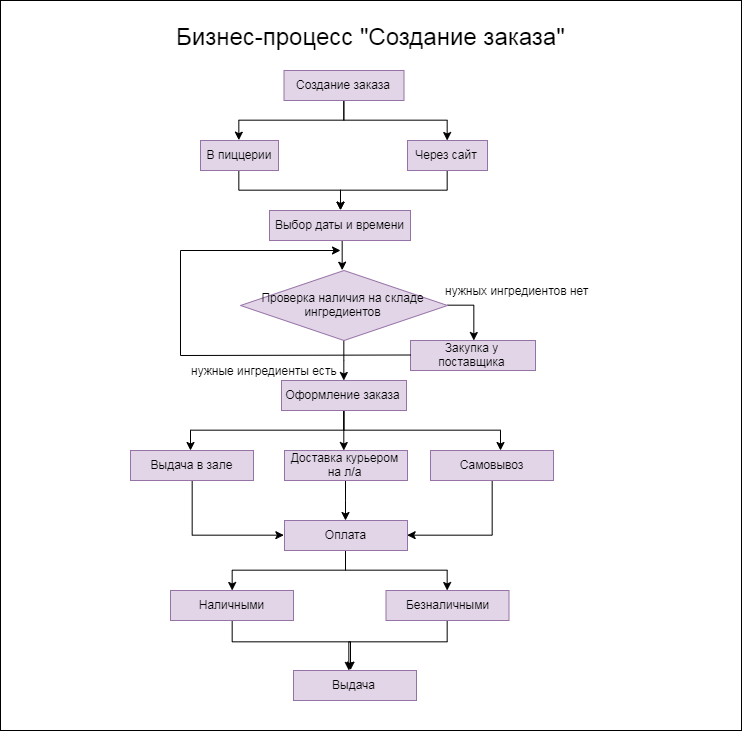 Бизнес-процесс "Создание заказа"
Создание заказа
В пиццерии
Через сайт
Выбор даты и времени
нужных ингредиентов нет
Проверка наличия на складе
ингредиентов
Закупка у
поставщика
нужные ингредиенты есть
Оформление заказа
Выдача в зале
Доставка курьером
на л/а
Самовывоз
Оплата
Наличными
Безналичными
Выдача